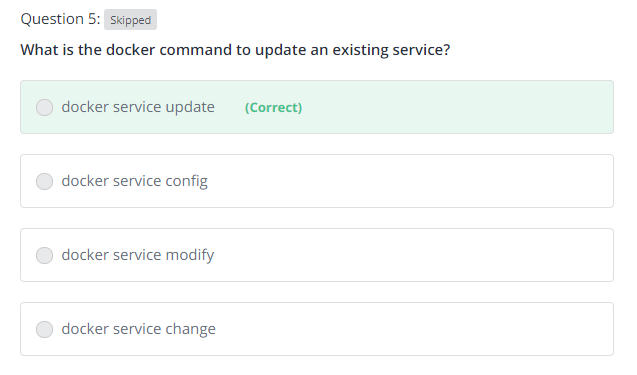 Question 5: Skipped
What is the docker command to update an existing service?
docker service update (Correct)
docker service config
docker service modify
docker service change